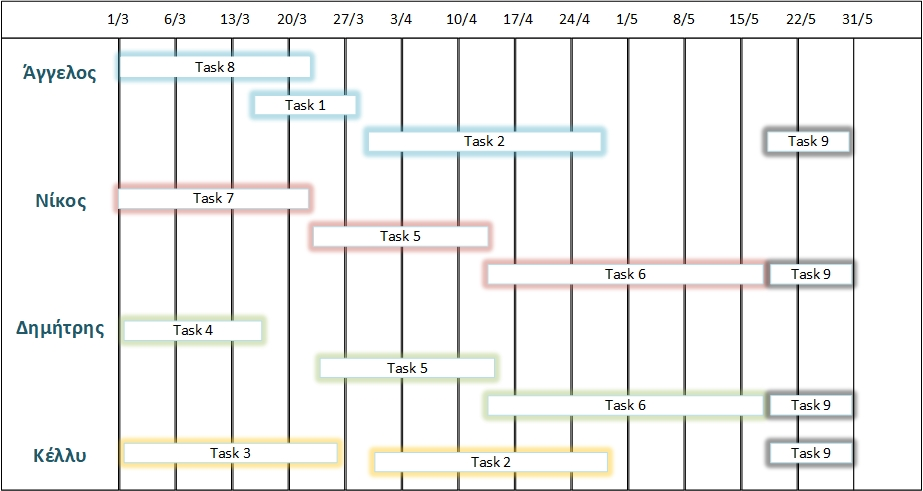 1/3 6/3 13/3 20/3 27/3 3/4 10/4 17/4 24/4 1/5 8/5 15/5 22/5 31/5
Άγγελος Task 8
Task 1
Task 2 Task 9
Νίκος Task 7
Task 5
Task 6 Task 9
Δημήτρης Task 4
Task 5
Task 6 Task 9
Κέλλυ Task 3 Task 2 Task 9